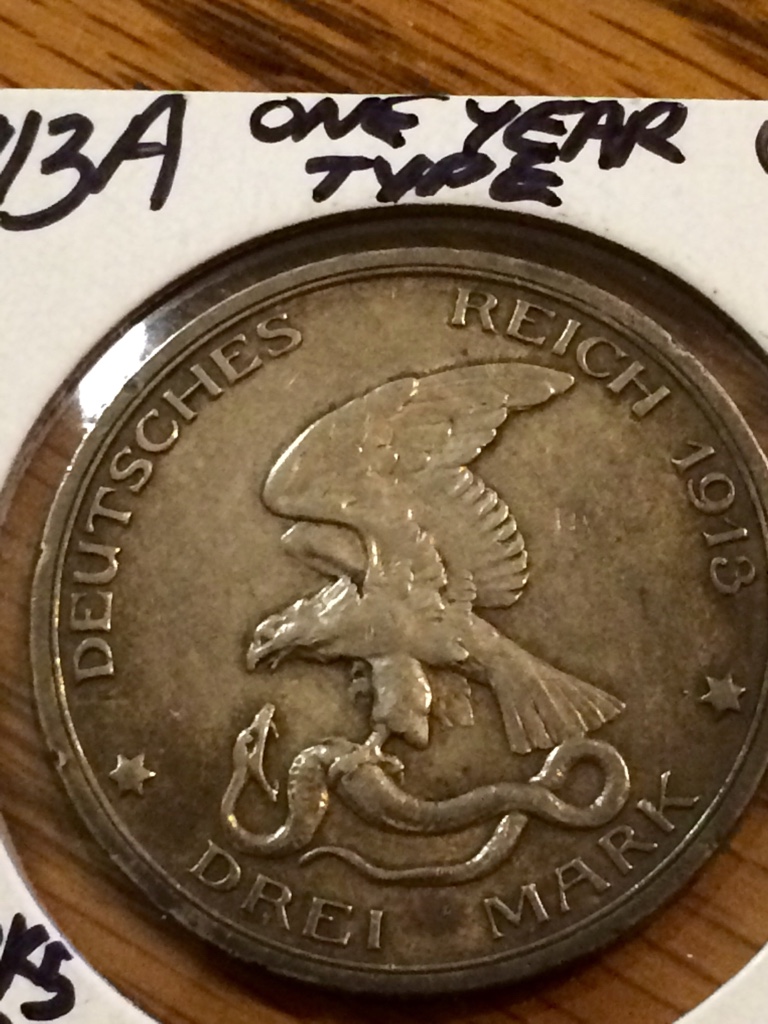 13A ONE YEAR
TYPE
DEUTSCHES REICH 1913
DREI MARK